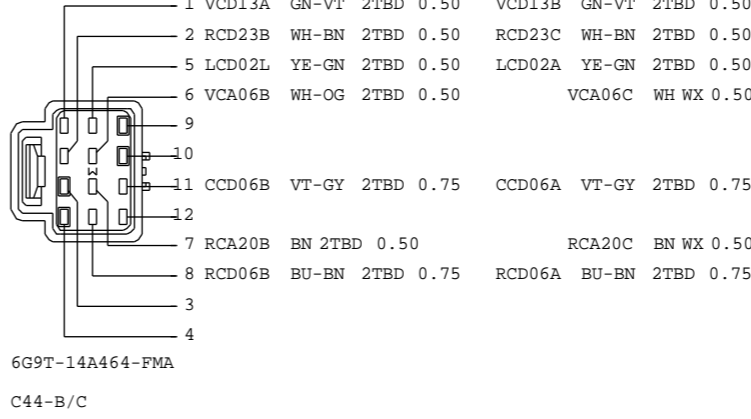 1 VCD13A GN-VT 2TBD 0.50 VCD13B GN-VT 2TBD 0.50
2 RCD23B WH-BN 2TBD 0.50 RCD23C WH-BN 2TBD 0.50
5 LCD02L YE-GN 2TBD 0.50 LCD02A YE-GN 2TBD 0.50
6 VCA06B WH-OG 2TBD 0.50 VCA06C WH WX 0.50
9
10
11 CCD06B VT-GY 2TBD 0.75 CCD06A VT-GY 2TBD 0.75
12
7 RCA20B BN 2TBD 0.50 RCA20C BN WX 0.50
8 RCD06B BU-BN 2TBD 0.75 RCD06A BU-BN 2TBD 0.75
3
4
6G9T-14A464-FMA
C44-B/C